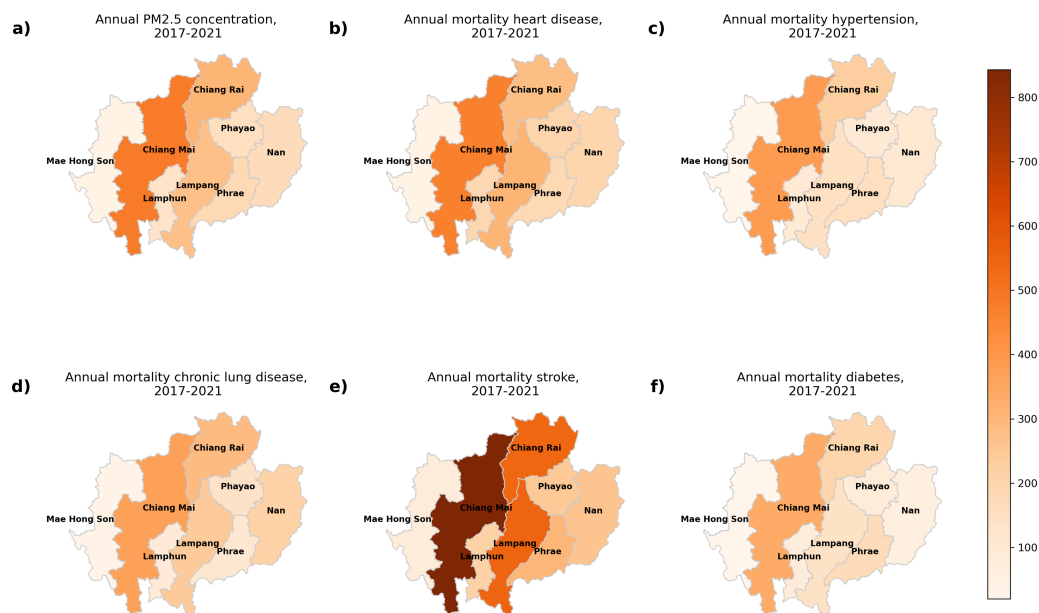 a)
Annual PM2.5 concentration,
2017-2021
Chiang Rai
Phayao
Chiang Mai
Nan
Mae Hong Son
Lampang
Lamphun
Phrae
b)
Annual mortality heart disease,
2017-2021
Chiang Rai
Phayao
Chiang Mai
Nan
Mae Hong Son
Lampang
Lamphun
Phrae
c)
Annual mortality hypertension,
2017-2021
Chiang Rai
Phayao
Chiang Mai
Nan
Mae Hong Son
Lampang
Lamphun
Phrae
d)
Annual mortality chronic lung disease,
2017-2021
Chiang Rai
Phayao
Chiang Mai
Nan
Mae Hong Son
Lampang
Lamphun
Phrae
e)
Annual mortality stroke,
2017-2021
Chiang Rai
Phayao
Chiang Mai
Nan
Mae Hong Son
Lampang
Lamphun
Phrae
f)
Annual mortality diabetes,
2017-2021
Chiang Rai
Phayao
Chiang Mai
Nan
Mae Hong Son
Lampang
Lamphun
Phrae
800
700
600
500
400
300
200
100